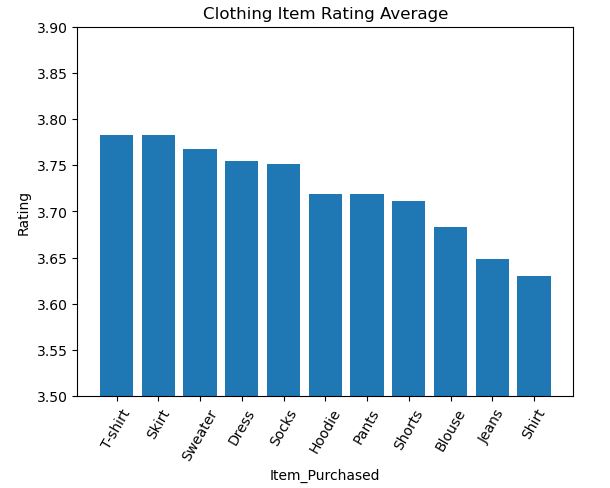 Clothing Item Rating Average
3.90
3.85
3.80
3.75
3.70
3.65
3.60
3.55
3.50
Rating
T-shirt
Skirt
Sweater
Dress
Socks
Hoodie
Pants
Shorts
Blouse
Jeans
Shirt
Item_Purchased